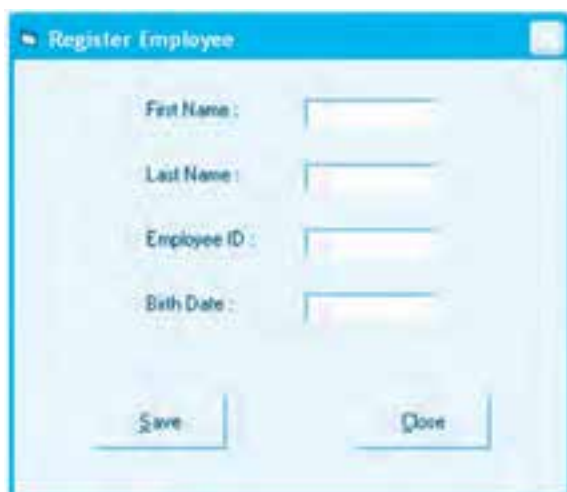 Register Employee
First Name :
Last Name :
Employee ID :
Birth Date :
Save
Close